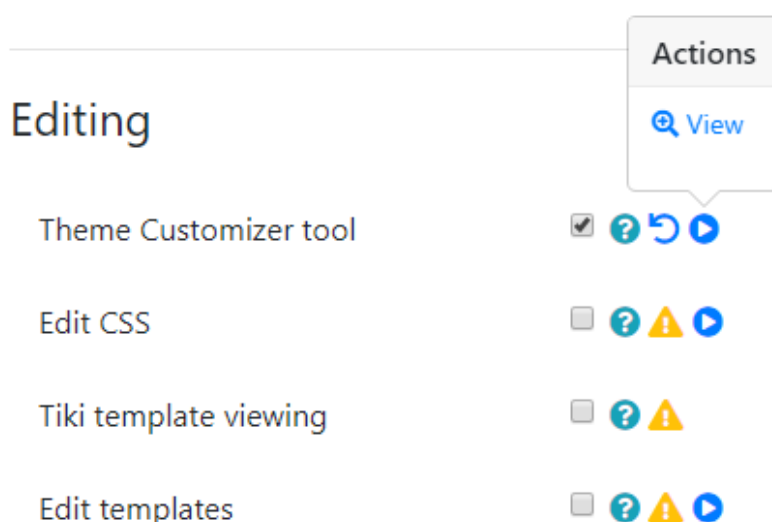 Actions
View
Editing
Theme Customizer tool
Edit CSS
Tiki template viewing
Edit templates